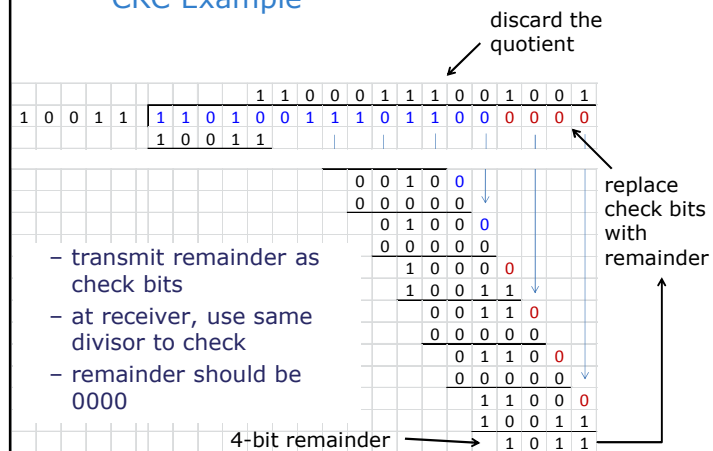 CRC Example
discard the
quotient
1 1 0 0 0 1 1 1 0 0 1 0 0 1
1 0 0 1 1 1 1 0 1 0 0 1 1 1 0 1 1 0 0 0 0 0 0
1 0 0 1 1
0 0 1 0 0
0 0 0 0 0
0 1 0 0 0
0 0 0 0 0
1 0 0 0 0
1 0 0 1 1
0 0 1 1 0
0 0 0 0 0
0 1 1 0 0
0 0 0 0 0
1 1 0 0 0
1 0 0 1 1
1 0 1 1
replace
check bits
with
remainder
– transmit remainder as
check bits
– at receiver, use same
divisor to check
– remainder should be
0000
4-bit remainder